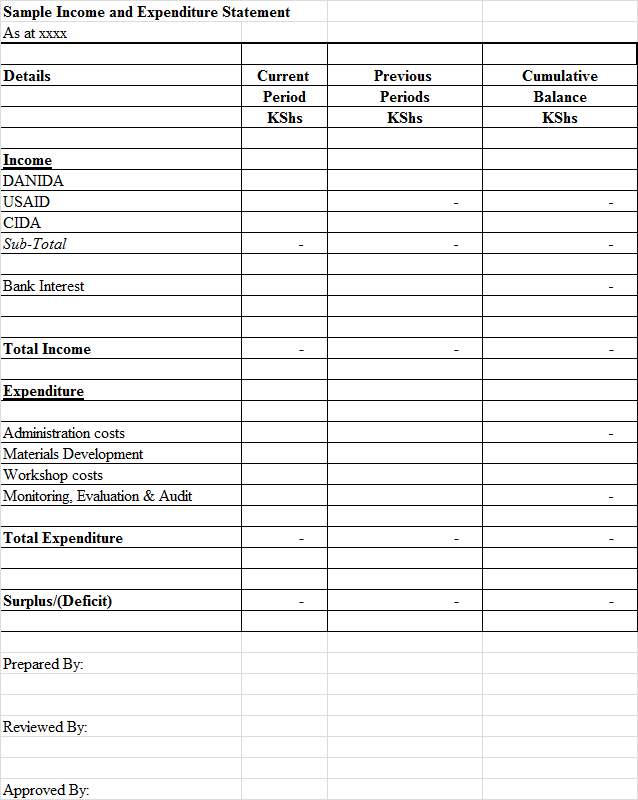 Sample Income and Expenditure Statement
As at xxxx
Details Current Previous Cumulative
Period Periods Balance
KShs KShs KShs
Income
DANIDA
USAID - -
CIDA
Sub-Total - - -
Bank Interest -
Total Income - - -
Expenditure
Administration costs -
Materials Development
Workshop costs
Monitoring, Evaluation & Audit -
Total Expenditure - - -
Surplus/(Deficit) - - -
Prepared By:
Reviewed By:
Approved By: